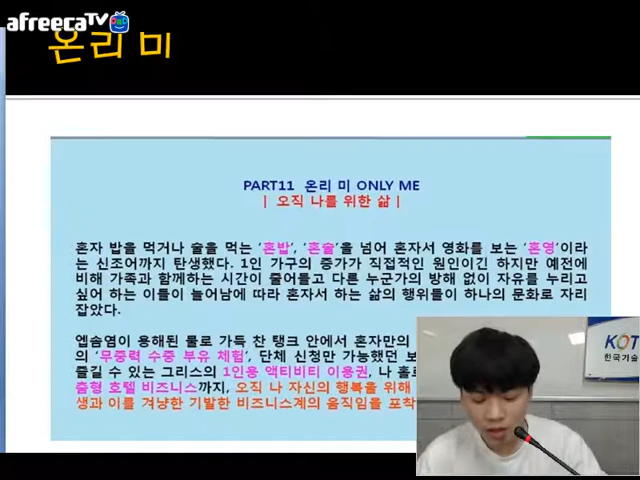 afreecaTV
온리 미
PART11 온리 미 ONLY ME
| 오직 나를 위한 삶 |
혼자 밥을 먹거나 술을 먹는 '혼밥', '혼술'을 넘어 혼자서 영화를 보는 '혼영'이라
는 신조어까지 탄생했다. 1인 가구의 증가가 직접적인 원인이긴 하지만 예전에
비해 가족과 함께하는 시간이 줄어들고 다른 누군가의 방해 없이 자유를 누리고
싶어 하는 이들이 늘어남에 따라 혼자서 하는 삶의 행위들이 하나의 문화로 자리
잡았다.
엡솜염이 용해된 물로 가득 찬 탱크 안에서 혼자만의
의 '무중력 수중 부유 체험', 단체 신청만 가능했던 보
즐길 수 있는 그리스의 1인용 액티비티 이용권, 나 홀로
춤형 호텔 비즈니스까지, 오직 나 자신의 행복을 위해
생과 이를 겨냥한 기발한 비즈니스계의 움직임을 포착
KOT
한국기술